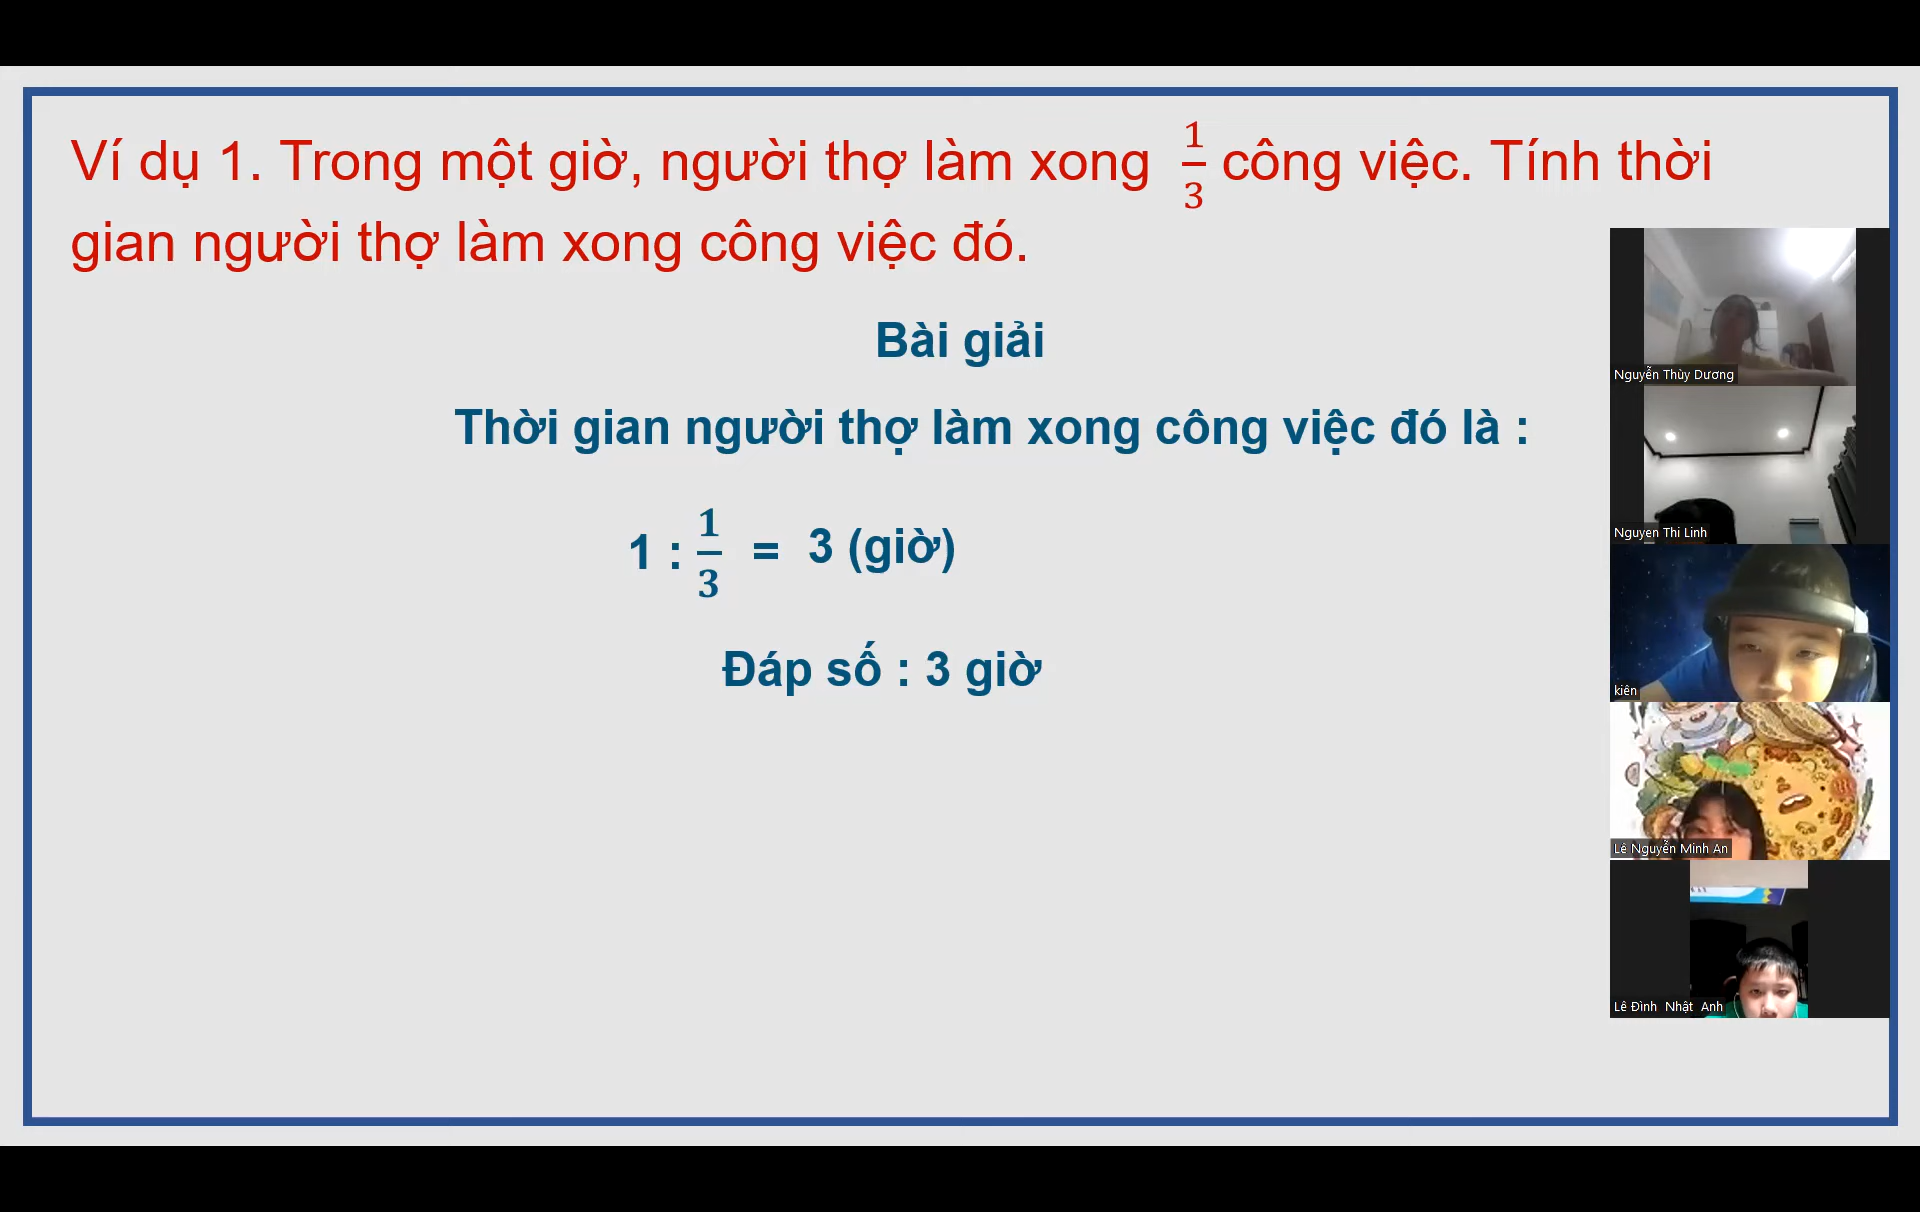 Ví dụ 1. Trong một giờ, người thợ làm xong 1/3 công việc. Tính thời
gian người thợ làm xong công việc đó.
Bài giải
Thời gian người thợ làm xong công việc đó là :
1 : 1/3 = 3 (giờ)
Đáp số : 3 giờ
Nguyễn Thùy Dương
Nguyen Thi Linh
kiên
Lê Nguyễn Minh An
Lê Đình Nhật Anh